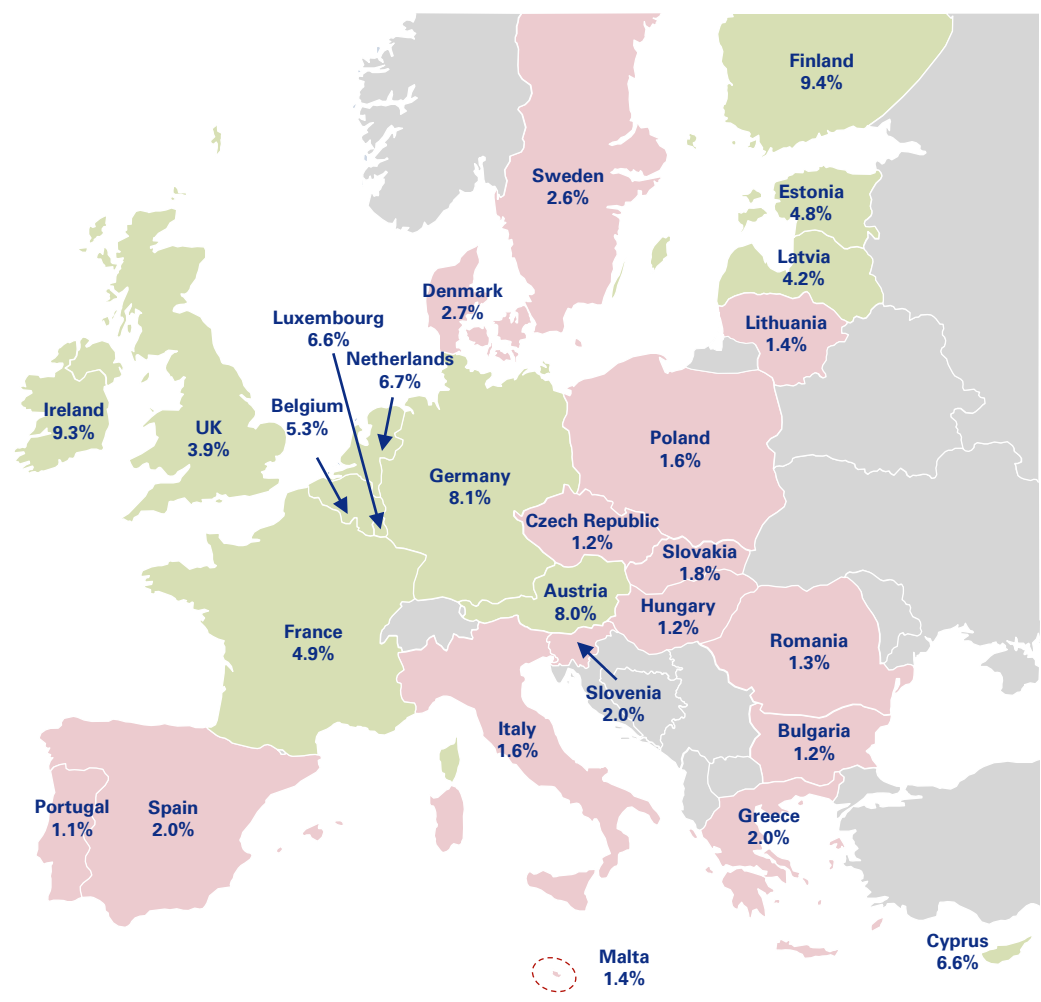 Finland
9.4%
Sweden
2.6%
Estonia
4.8%
Latvia
4.2%
Denmark
2.7%
Luxembourg
6.6%
Lithuania
1.4%
Netherlands
6.7%
Belgium
5.3%
Ireland
9.3%
UK
3.9%
Poland
1.6%
Germany
8.1%
Czech Republic
1.2%
Slovakia
1.8%
Austria
8.0%
Hungary
1.2%
France
4.9%
Romania
1.3%
Slovenia
2.0%
Italy
1.6%
Bulgaria
1.2%
Portugal
1.1%
Spain
2.0%
Greece
2.0%
Cyprus
6.6%
Malta
1.4%